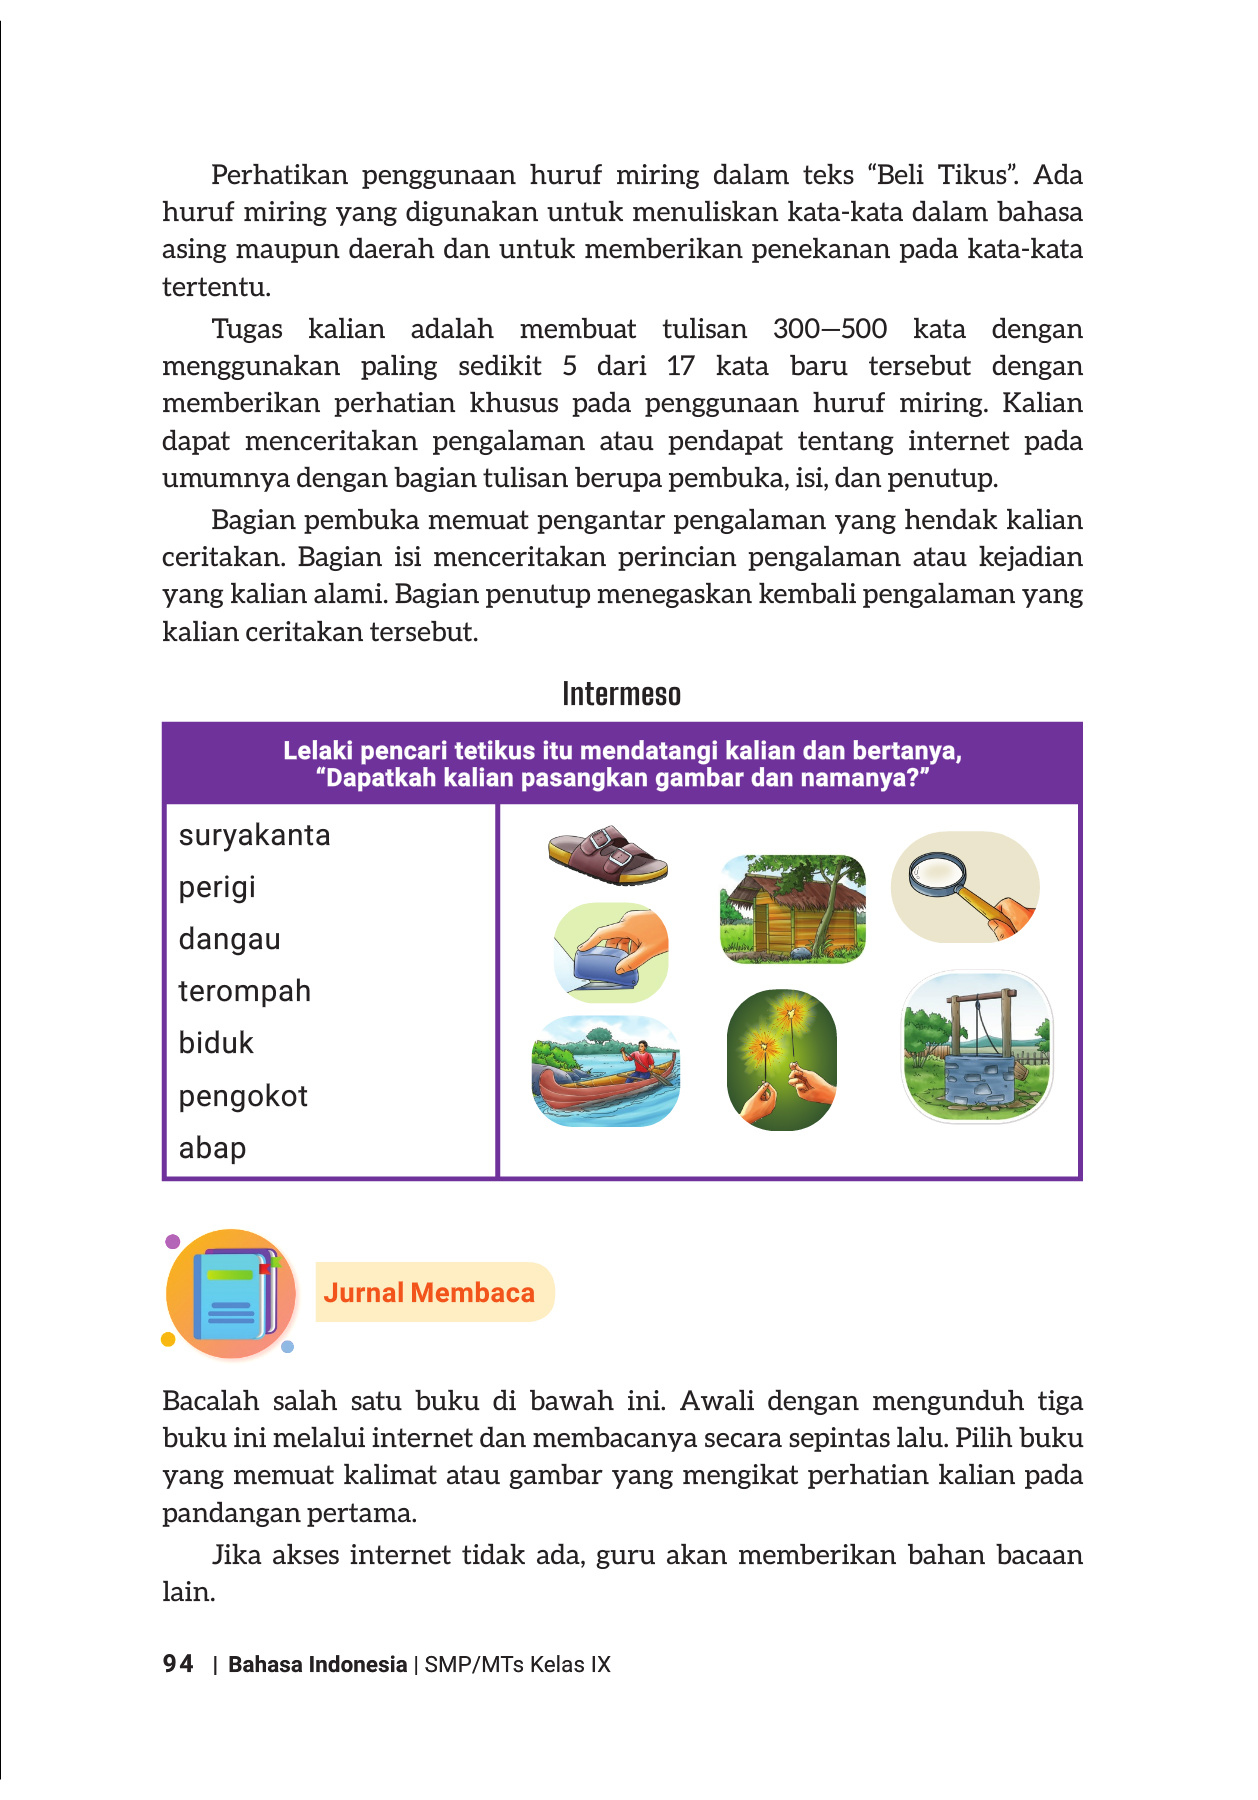 Perhatikan penggunaan huruf miring dalam teks “Beli Tikus”. Ada
huruf miring yang digunakan untuk menuliskan kata-kata dalam bahasa
asing maupun daerah dan untuk memberikan penekanan pada kata-kata
tertentu.
Tugas kalian adalah membuat tulisan 300—500 kata dengan
menggunakan paling sedikit 5 dari 17 kata baru tersebut dengan
memberikan perhatian khusus pada penggunaan huruf miring. Kalian
dapat menceritakan pengalaman atau pendapat tentang internet pada
umumnya dengan bagian tulisan berupa pembuka, isi, dan penutup.
Bagian pembuka memuat pengantar pengalaman yang hendak kalian
ceritakan. Bagian isi menceritakan perincian pengalaman atau kejadian
yang kalian alami. Bagian penutup menegaskan kembali pengalaman yang
kalian ceritakan tersebut.
Intermeso
Lelaki pencari tetikus itu mendatangi kalian dan bertanya,
“Dapatkah kalian pasangkan gambar dan namanya?”
suryakanta
perigi
dangau
terompah
biduk
pengokot
abap
Jurnal Membaca
Bacalah salah satu buku di bawah ini. Awali dengan mengunduh tiga
buku ini melalui internet dan membacanya secara sepintas lalu. Pilih buku
yang memuat kalimat atau gambar yang mengikat perhatian kalian pada
pandangan pertama.
Jika akses internet tidak ada, guru akan memberikan bahan bacaan
lain.
94 | Bahasa Indonesia | SMP/MTs Kelas IX